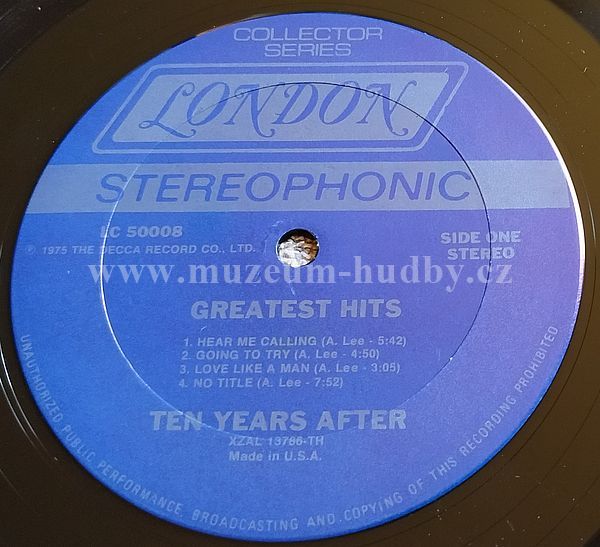 COLLECTOR
SERIES
LONDON
STEREOPHONIC
LC 50008
SIDE ONE
℗ 1975 THE DECCA RECORD CO., LTD.
STEREO
www.muzeum-hudby.cz
GREATEST HITS
1. HEAR ME CALLING (A. Lee - 5:42)
2. GOING TO TRY (A. Lee - 4:50)
3. LOVE LIKE A MAN (A. Lee - 3:05)
4. NO TITLE (A. Lee - 7:52)
TEN YEARS AFTER
XZAL 13786-TH
Made in U.S.A.
UNAUTHORIZED PUBLIC PERFORMANCE, BROADCASTING AND COPYING OF THIS RECORDING PROHIBITED